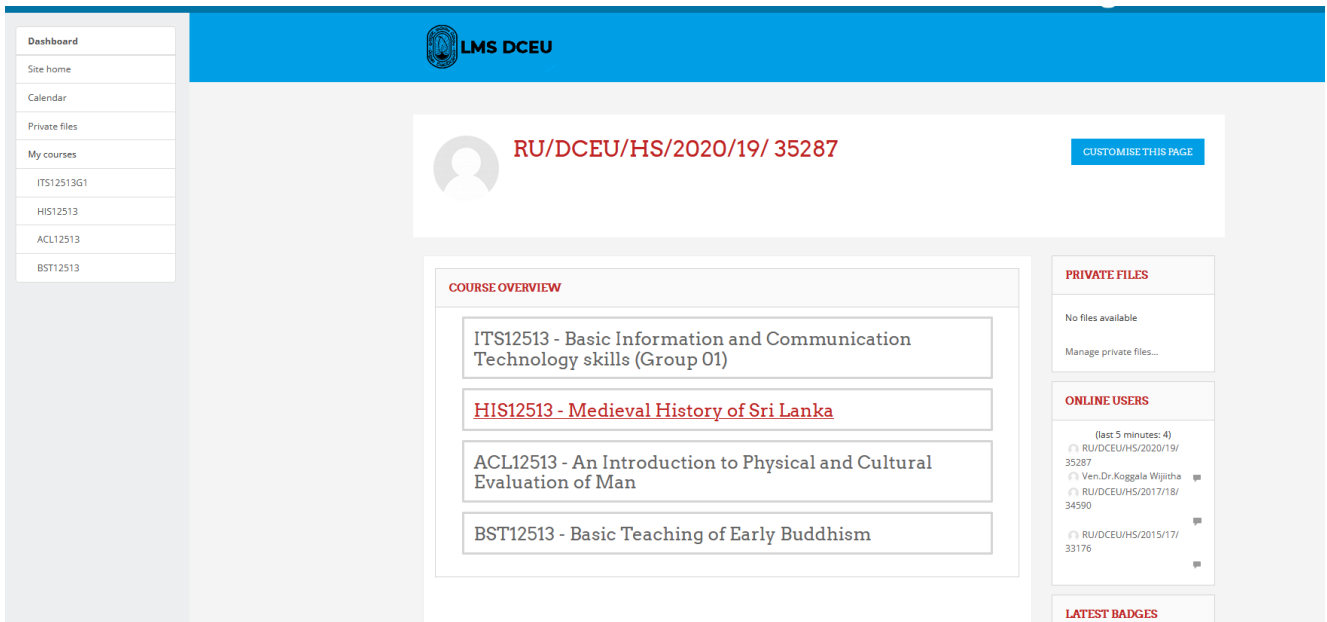 LMS DCEU
Dashboard
Site home
Calendar
Private files
My courses
ITS12513G1
HIS12513
ACL12513
BST12513
RU/DCEU/HS/2020/19/ 35287
CUSTOMISE THIS PAGE
COURSE OVERVIEW
ITS12513 - Basic Information and Communication
Technology skills (Group 01)
HIS12513 - Medieval History of Sri Lanka
ACL12513 - An Introduction to Physical and Cultural
Evaluation of Man
BST12513 - Basic Teaching of Early Buddhism
PRIVATE FILES
No files available
Manage private files...
ONLINE USERS
(last 5 minutes: 4)
RU/DCEU/HS/2020/19/
35287
Ven.Dr.Koggala Wijiitha
RU/DCEU/HS/2017/18/
34590
RU/DCEU/HS/2015/17/
33176
LATEST BADGES